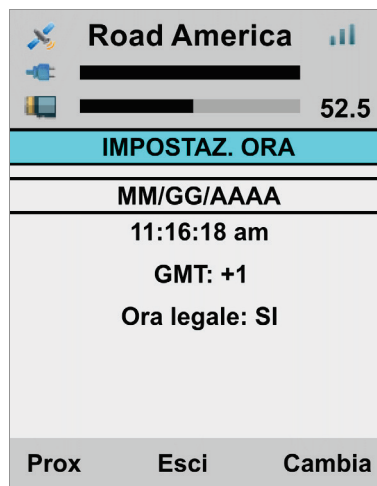 Road America
52.5
IMPOSTAZ. ORA
MM/GG/AAAA
11:16:18 am
GMT: +1
Ora legale: SI
Prox Esci Cambia